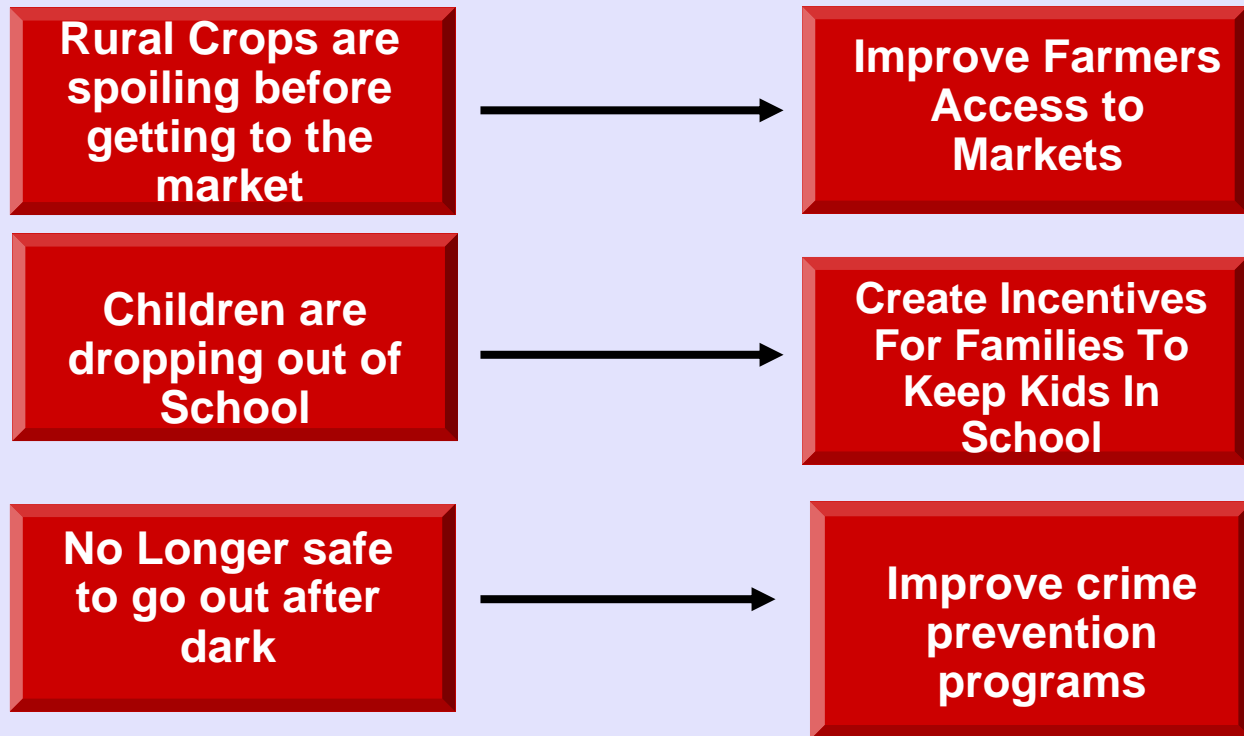 Rural Crops are
spoiling before
getting to the
market
Improve Farmers
Access to
Markets
Children are
dropping out of
School
Create Incentives
For Families To
Keep Kids In
School
No Longer safe
to go out after
dark
Improve crime
prevention
programs